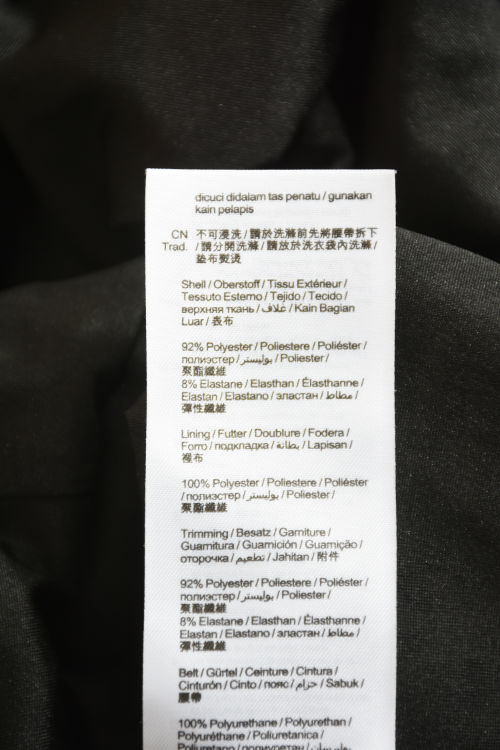 dicuci didalam tas penatu / gunakan
kain pelapis
CN 不可浸洗 / 請於洗滌前先將腰帶拆下
Trad. / 請分開洗滌 / 請放於洗衣袋內洗滌 /
墊布熨燙
Shell / Oberstoff / Tissu Extérieur /
Tessuto Esterno / Tejido / Tecido /
верхняя ткань / غلاف / Kain Bagian
Luar / 表布
92% Polyester / Poliestere / Poliéster /
полиэстер / بوليستر / Poliester /
聚酯纖維
8% Elastane / Elasthan / Élasthanne /
Elastan / Elastano / эластан / مطاط /
彈性纖維
Lining / Futter / Doublure / Fodera /
Forro / подкладка / بطانة / Lapisan /
裡布
100% Polyester / Poliestere / Poliéster
/ полиэстер / بوليستر / Poliester /
聚酯纖維
Trimming / Besatz / Garniture /
Guarnitura / Guarnición / Guarnição /
оторочка / تطعيم / Jahitan / 附件
92% Polyester / Poliestere / Poliéster /
полиэстер / بوليستر / Poliester /
聚酯纖維
8% Elastane / Elasthan / Élasthanne /
Elastan / Elastano / эластан / مطاط /
彈性纖維
Belt / Gürtel / Ceinture / Cintura /
Cinturón / Cinto / пояс / حزام / Sabuk /
腰帶
100% Polyurethane / Polyurethan /
Polyuréthane / Poliuretanica /
Poliuretano / полиуретан /